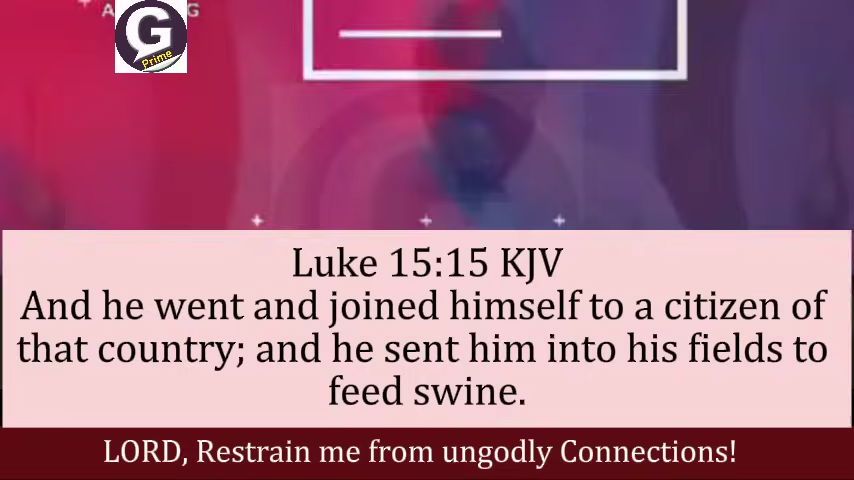 G
Prime
Luke 15:15 KJV
And he went and joined himself to a citizen of
that country; and he sent him into his fields to
feed swine.
LORD, Restrain me from ungodly Connections!